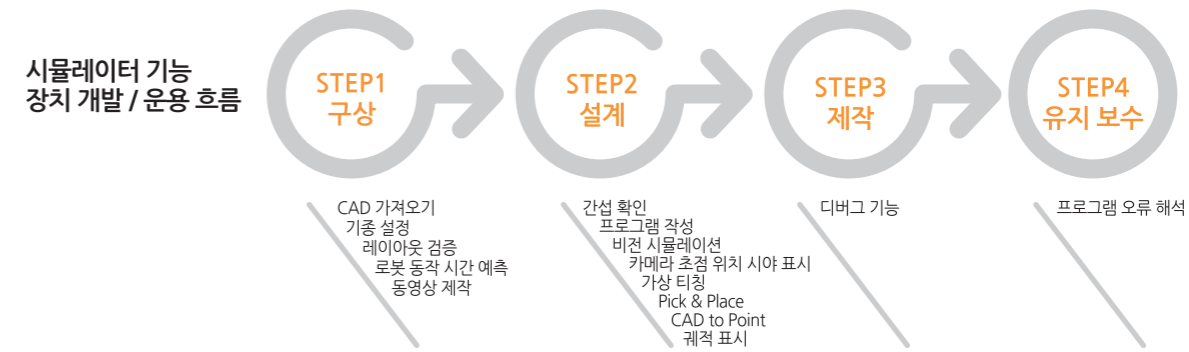 시뮬레이터 기능
장치 개발 / 운용 흐름
STEP1
구상
STEP2
설계
STEP3
제작
STEP4
유지 보수
CAD 가져오기
기종 설정
레이아웃 검증
로봇 동작 시간 예측
동영상 제작
간섭 확인
프로그램 작성
비전 시뮬레이션
카메라 초점 위치 시야 표시
가상 티칭
Pick & Place
CAD to Point
궤적 표시
디버그 기능
프로그램 오류 해석